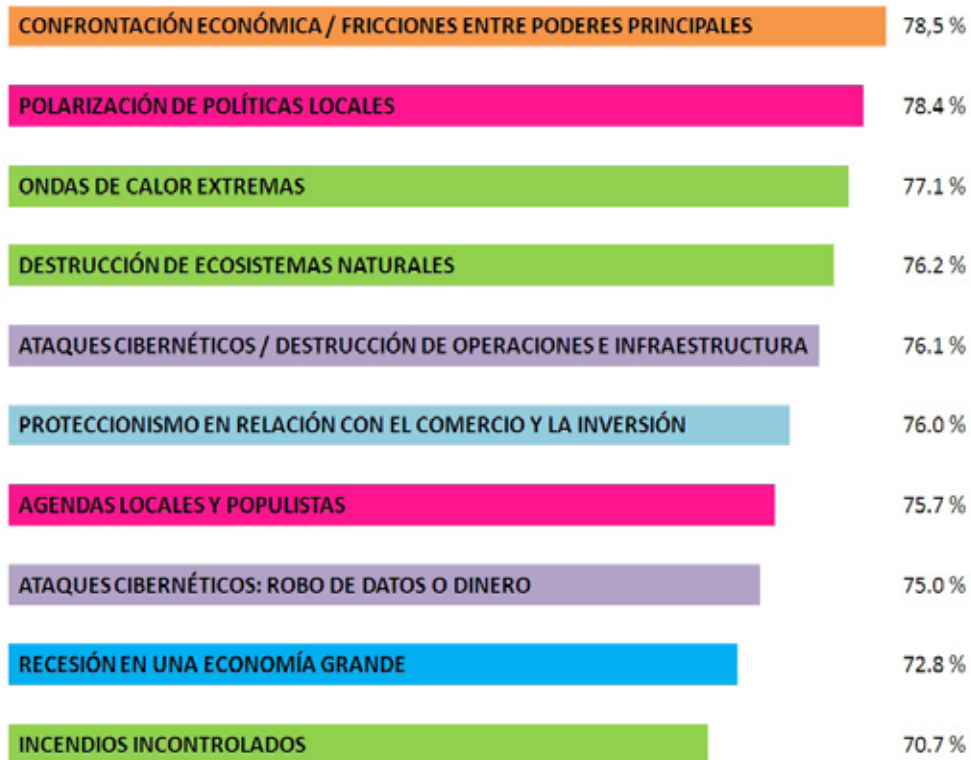 CONFRONTACIÓN ECONÓMICA / FRICCIONES ENTRE PODERES PRINCIPALES 78,5 %
POLARIZACIÓN DE POLÍTICAS LOCALES 78.4 %
ONDAS DE CALOR EXTREMAS 77.1 %
DESTRUCCIÓN DE ECOSISTEMAS NATURALES 76.2 %
ATAQUES CIBERNÉTICOS / DESTRUCCIÓN DE OPERACIONES E INFRAESTRUCTURA 76.1 %
PROTECCIONISMO EN RELACIÓN CON EL COMERCIO Y LA INVERSIÓN 76.0 %
AGENDAS LOCALES Y POPULISTAS 75.7 %
ATAQUES CIBERNÉTICOS: ROBO DE DATOS O DINERO 75.0 %
RECESIÓN EN UNA ECONOMÍA GRANDE 72.8 %
INCENDIOS INCONTROLADOS 70.7 %